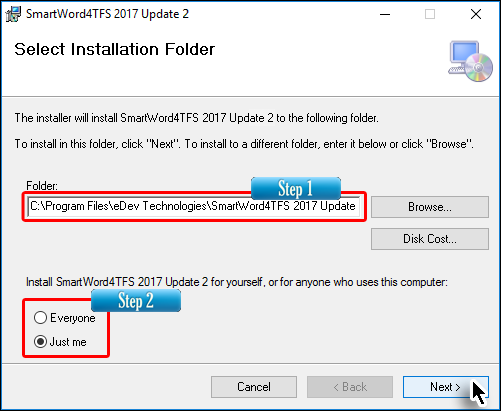 SmartWord4TFS 2017 Update 2
Select Installation Folder
The installer will install SmartWord4TFS 2017 Update 2 to the following folder.
To install in this folder, click "Next". To install to a different folder, enter it below or click "Browse".
Folder:
Step 1
C:\Program Files\eDev Technologies\SmartWord4TFS 2017 Update
Browse...
Disk Cost...
Install SmartWord4TFS 2017 Update 2 for yourself, or for anyone who uses this computer:
Step 2
Everyone
Just me
Cancel
< Back
Next >